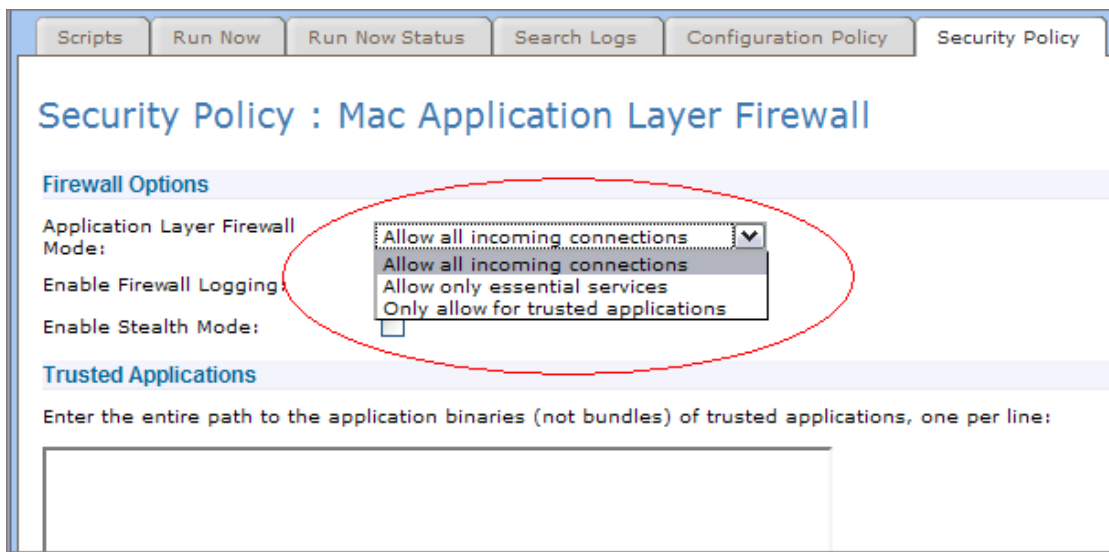 Scripts Run Now Run Now Status Search Logs Configuration Policy Security Policy
Security Policy : Mac Application Layer Firewall
Firewall Options
Application Layer Firewall
Mode:
Allow all incoming connections
Allow all incoming connections
Enable Firewall Logging:
Allow only essential services
Only allow for trusted applications
Enable Stealth Mode:
Trusted Applications
Enter the entire path to the application binaries (not bundles) of trusted applications, one per line: